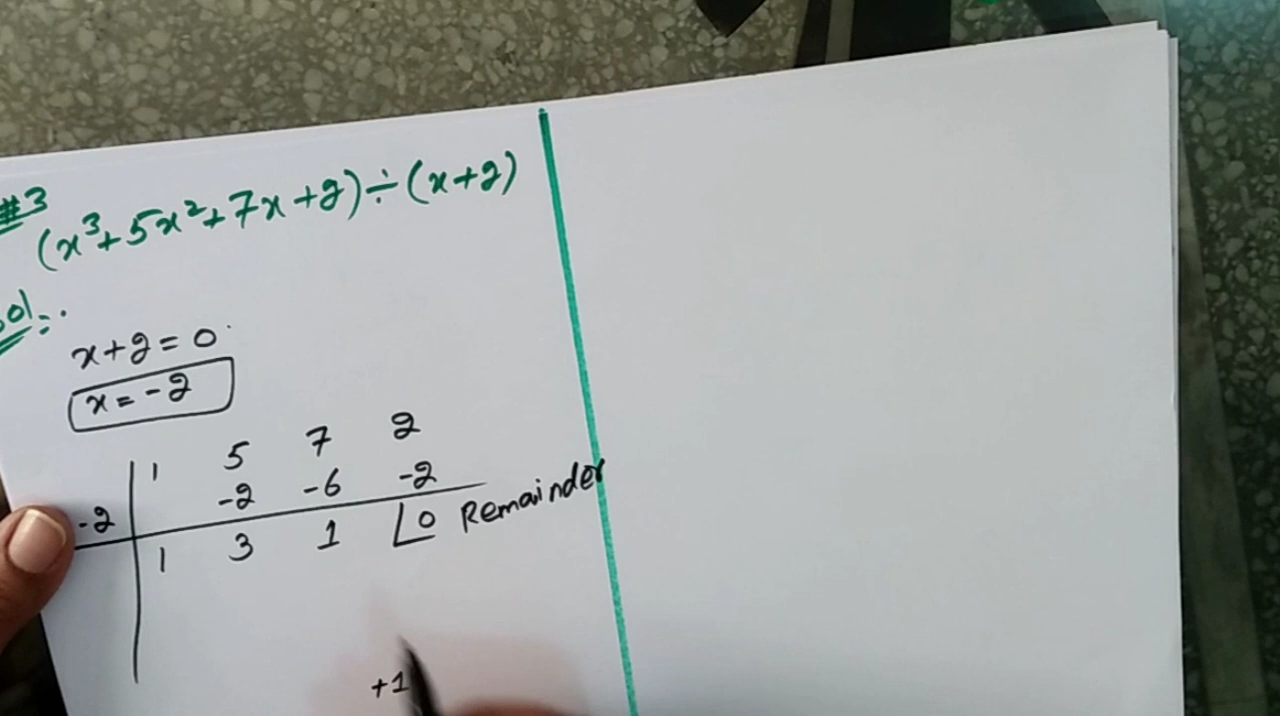 #3
(x³+5x²+7x+2)÷(x+2)
Sol:.
x+2=0
x=-2
1 5 7 2
-2 -2 -6 -2
1 3 1 0 Remainder
+1